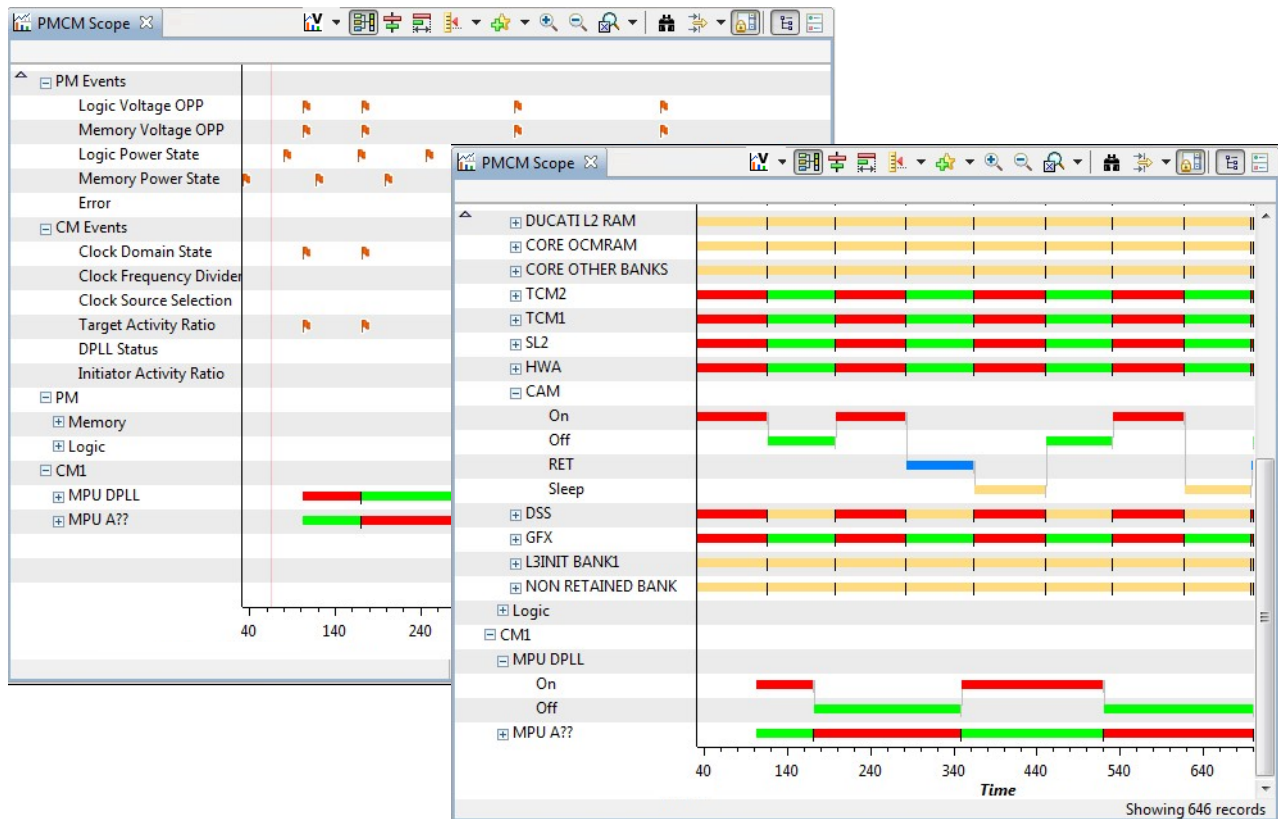 PMCM Scope
PM Events
Logic Voltage OPP
Memory Voltage OPP
Logic Power State
Memory Power State
Error
CM Events
Clock Domain State
Clock Frequency Divider
Clock Source Selection
Target Activity Ratio
DPLL Status
Initiator Activity Ratio
PM
Memory
Logic
CM1
MPU DPLL
MPU A??
40 140 240
PMCM Scope
DUCATI L2 RAM
CORE OCMRAM
CORE OTHER BANKS
TCM2
TCM1
SL2
HWA
CAM
On
Off
RET
Sleep
DSS
GFX
L3INIT BANK1
NON RETAINED BANK
Logic
CM1
MPU DPLL
On
Off
MPU A??
40 140 240 340 440 540 640
Time
Showing 646 records